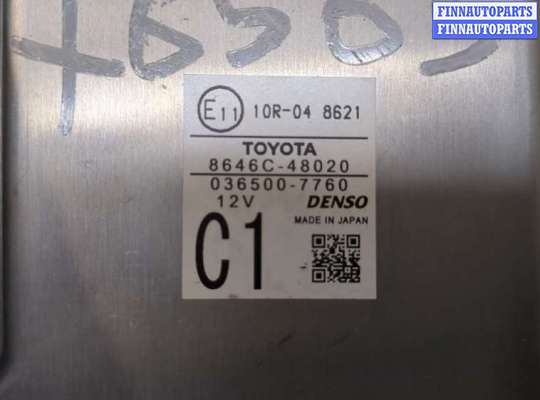 FINNAUTOPARTS
FINNAUTOPARTS
E11 10R-04 8621
TOYOTA
8646C-48020
036500-7760
12V DENSO
MADE IN JAPAN
C1